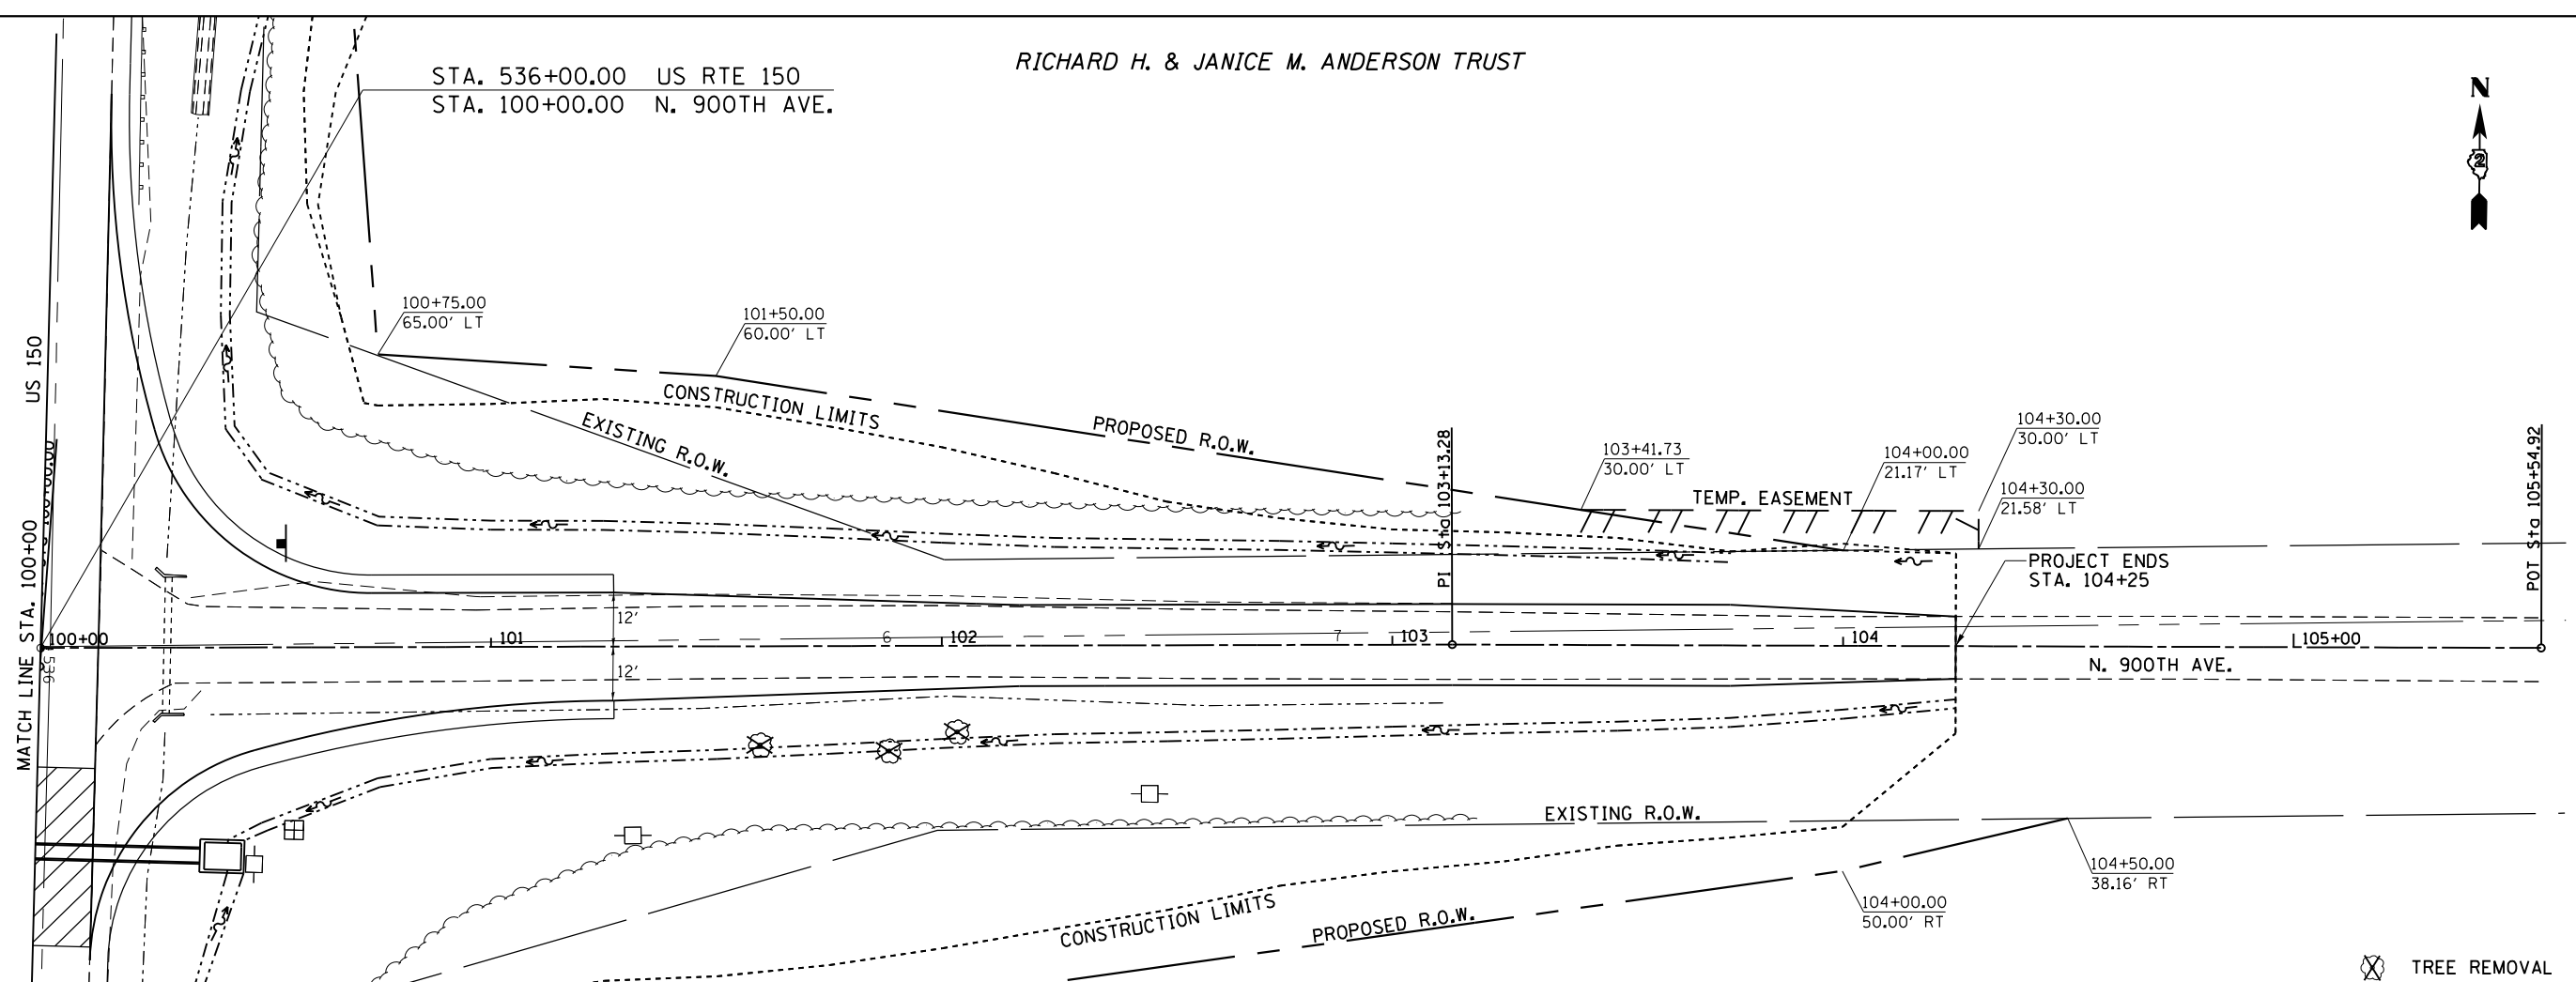 RICHARD H. & JANICE M. ANDERSON TRUST
STA. 536+00.00 US RTE 150
STA. 100+00.00 N. 900TH AVE.
N
2
100+75.00
65.00' LT
101+50.00
60.00' LT
US 150
CONSTRUCTION LIMITS
EXISTING R.O.W.
PROPOSED R.O.W.
PI Sta 103+13.28
103+41.73
30.00' LT
TEMP. EASEMENT
104+00.00
21.17' LT
104+30.00
30.00' LT
104+30.00
21.58' LT
POT Sta 105+54.92
PROJECT ENDS
STA. 104+25
MATCH LINE STA. 100+00
12'
100+00
101
6
102
7
103
104
105+00
536
12'
N. 900TH AVE.
EXISTING R.O.W.
104+50.00
38.16' RT
104+00.00
50.00' RT
CONSTRUCTION LIMITS
PROPOSED R.O.W.
TREE REMOVAL